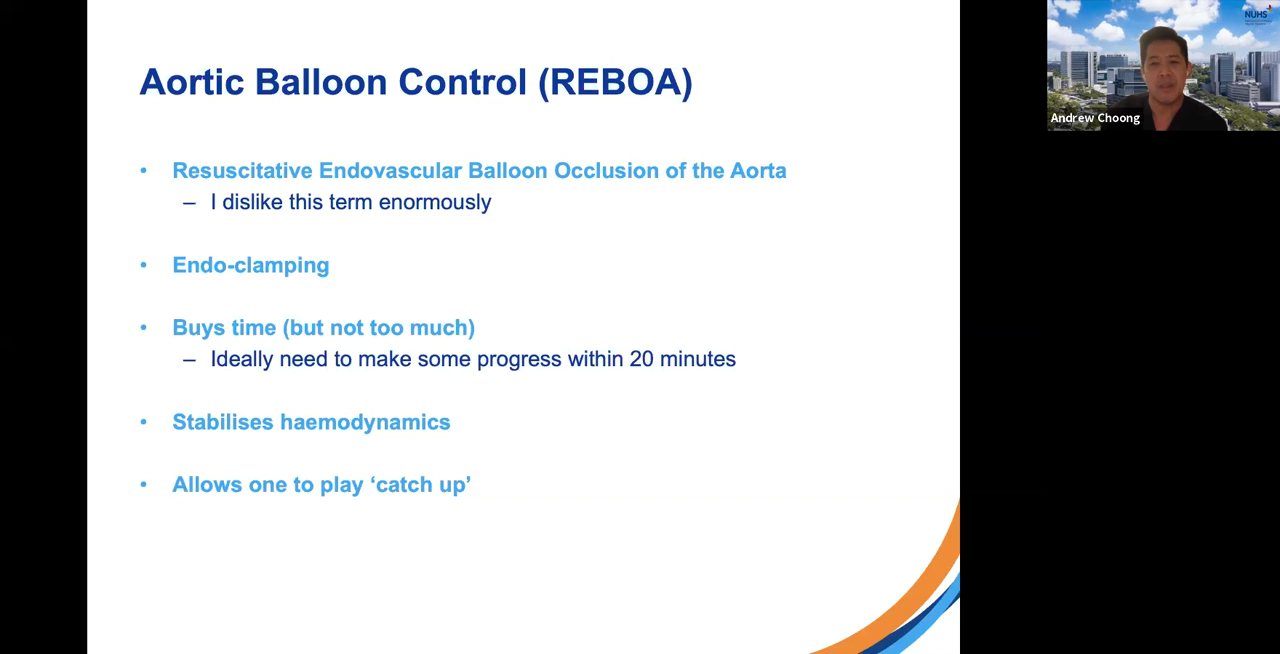 Aortic Balloon Control (REBOA)
• Resuscitative Endovascular Balloon Occlusion of the Aorta
– I dislike this term enormously
• Endo-clamping
• Buys time (but not too much)
– Ideally need to make some progress within 20 minutes
• Stabilises haemodynamics
• Allows one to play ‘catch up’
NUHS
Andrew Choong